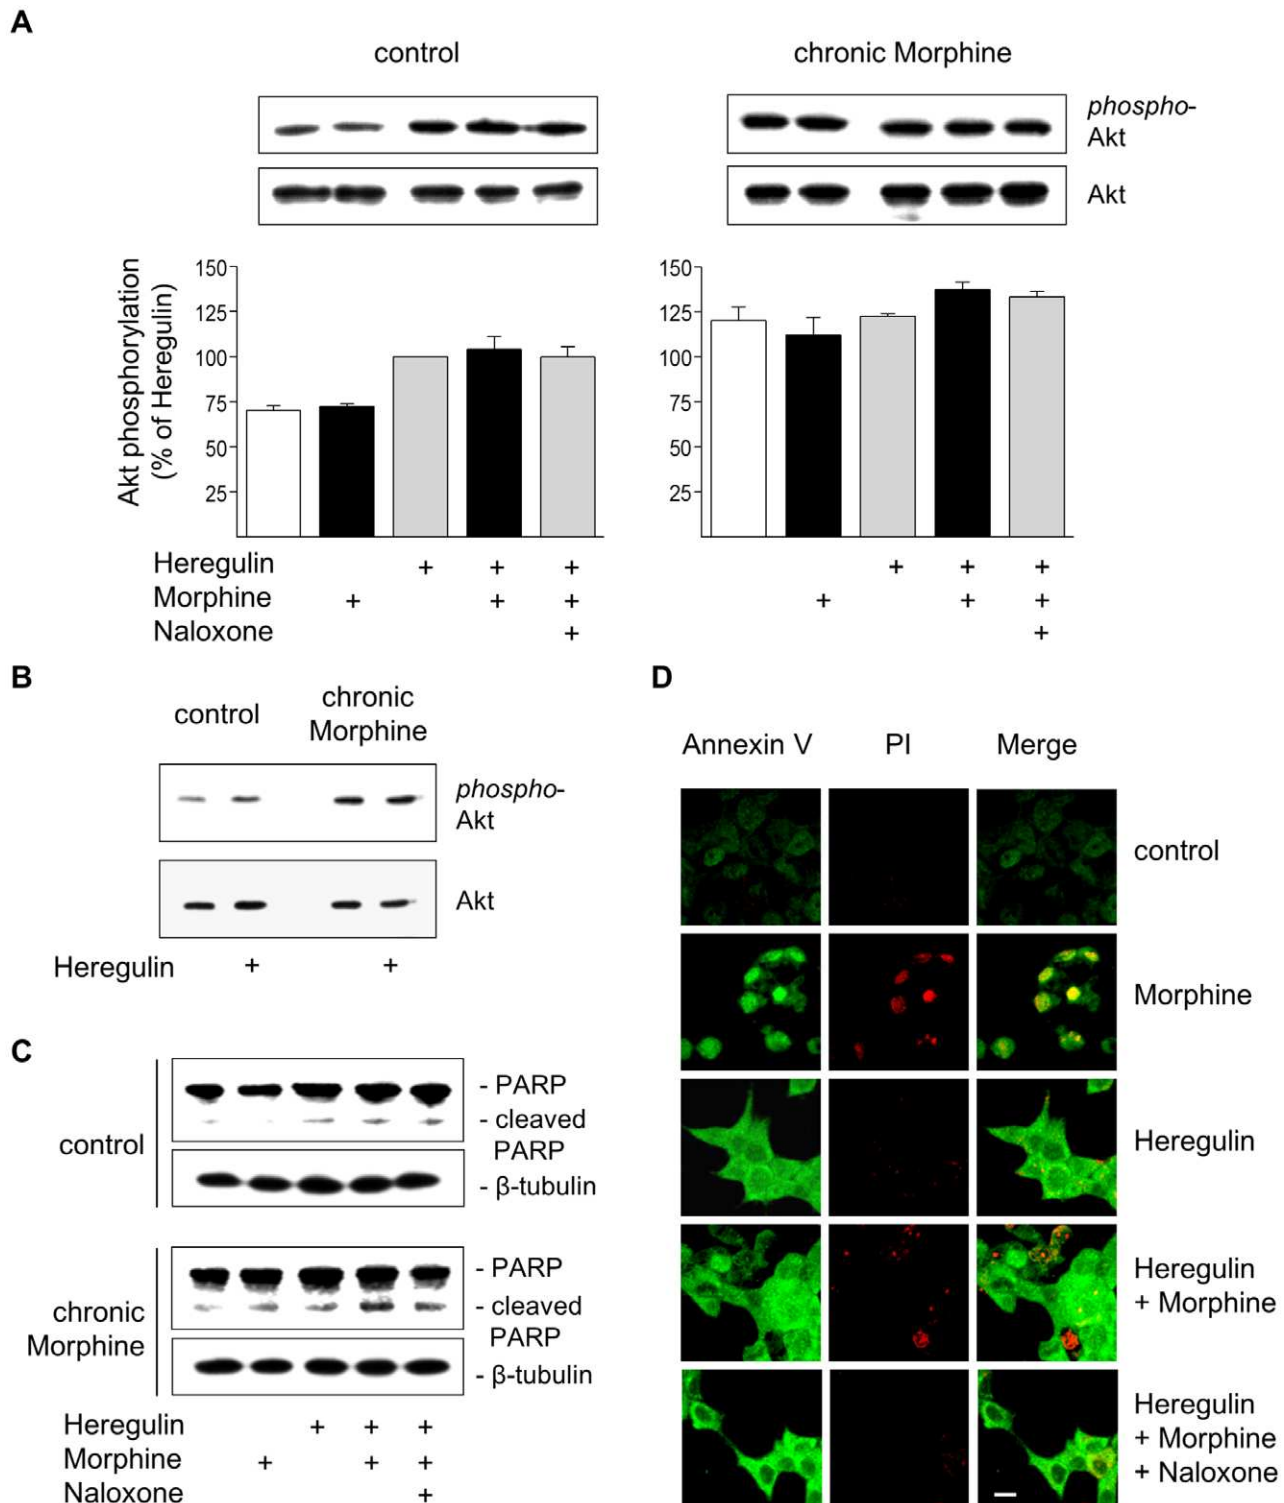 A
control
chronic Morphine
phospho-
Akt
Akt
Akt phosphorylation
(% of Heregulin)
150
125
100
75
50
25
150
125
100
75
50
25
Heregulin + + + + + +
Morphine + + + + + +
Naloxone + +
B
control
chronic
Morphine
phospho-
Akt
Akt
Heregulin + +
C
control
- PARP
- cleaved
PARP
- β-tubulin
chronic
Morphine
- PARP
- cleaved
PARP
- β-tubulin
Heregulin + + +
Morphine + + +
Naloxone +
D
Annexin V PI Merge
control
Morphine
Heregulin
Heregulin
+ Morphine
Heregulin
+ Morphine
+ Naloxone